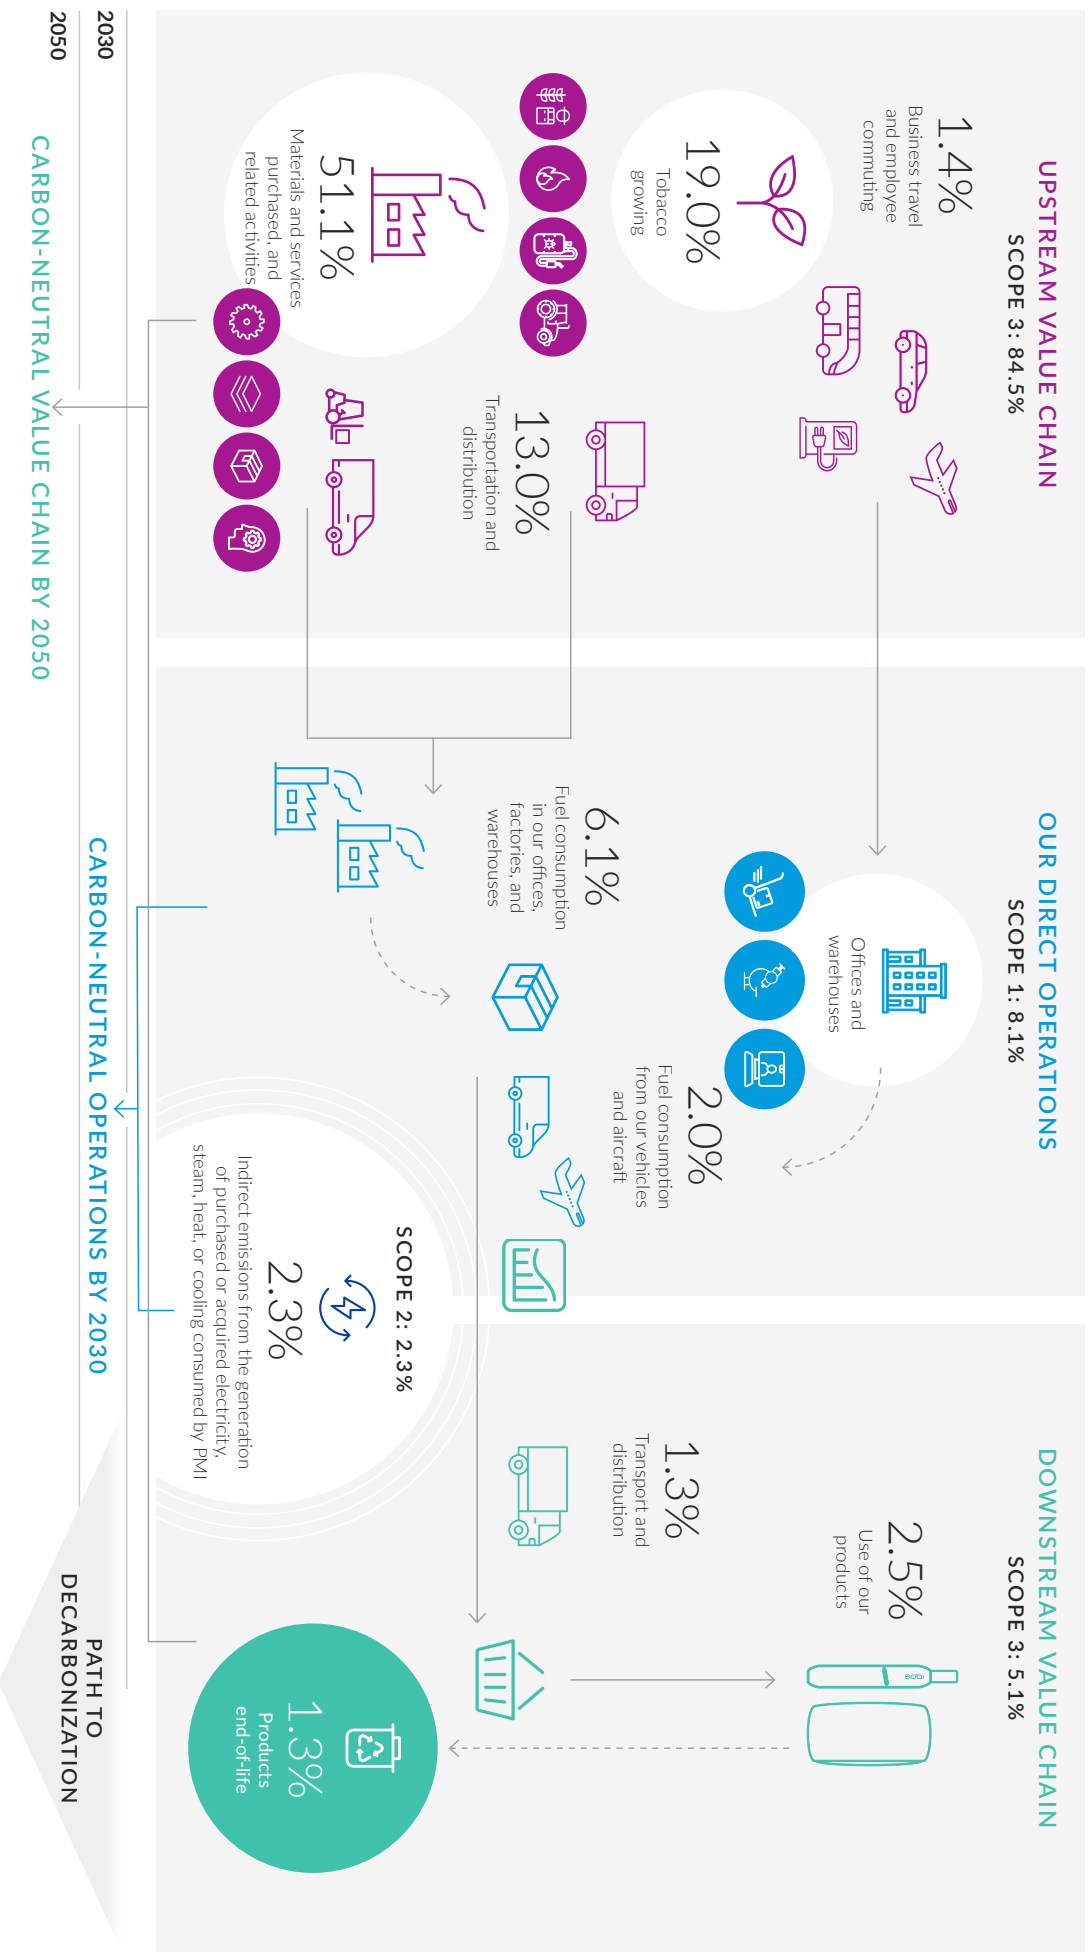 UPSTREAM VALUE CHAIN
SCOPE 3: 84.5%
1.4%
Business travel
and employee
commuting
19.0%
Tobacco
growing
13.0%
Transportation and
distribution
51.1%
Materials and services
purchased, and
related activities
OUR DIRECT OPERATIONS
SCOPE 1: 8.1%
Offices and
warehouses
2.0%
Fuel consumption
from our vehicles
and aircraft
6.1%
Fuel consumption
in our offices,
factories, and
warehouses
SCOPE 2: 2.3%
2.3%
Indirect emissions from the generation
of purchased or acquired electricity,
steam, heat, or cooling consumed by PMI
DOWNSTREAM VALUE CHAIN
SCOPE 3: 5.1%
2.5%
Use of our
products
IQOS
1.3%
Transport and
distribution
1.3%
Products
end-of-life
2030
CARBON-NEUTRAL OPERATIONS BY 2030
2050
CARBON-NEUTRAL VALUE CHAIN BY 2050
PATH TO
DECARBONIZATION